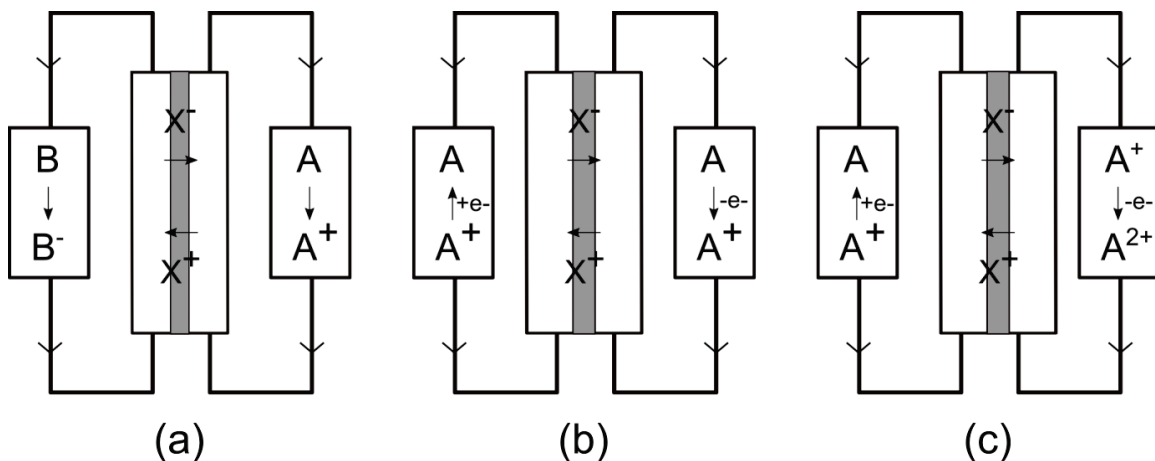 X⁻
B
B⁻
X⁺
A
A⁺
(a)
X⁻
A
+e-
A⁺
X⁺
A
-e-
A⁺
(b)
X⁻
A
+e-
A⁺
X⁺
A⁺
-e-
A²⁺
(c)